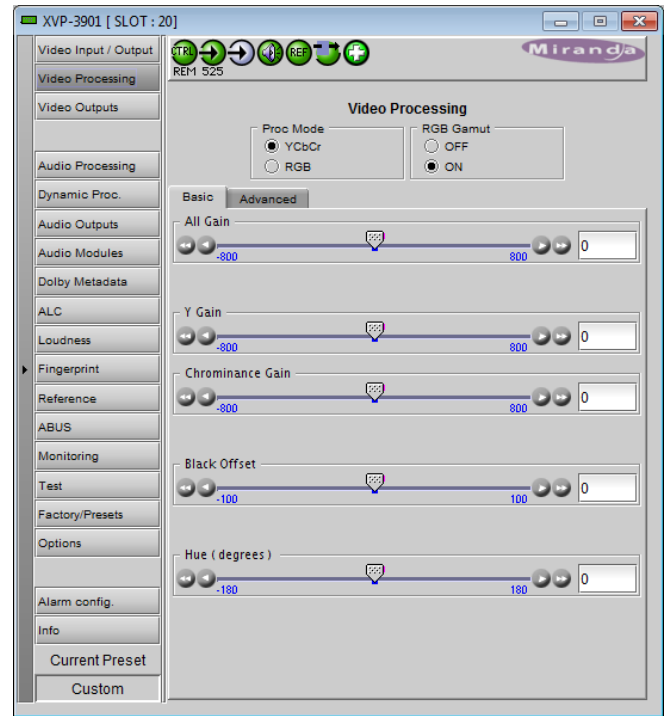 XVP-3901 [ SLOT : 20]
Video Input / Output
Video Processing
Video Outputs
Audio Processing
Dynamic Proc.
Audio Outputs
Audio Modules
Dolby Metadata
ALC
Loudness
Fingerprint
Reference
ABUS
Monitoring
Test
Factory/Presets
Options
Alarm config.
Info
Current Preset
Custom
CTRL REF
REM 525
Miranda
Video Processing
Proc Mode
YCbCr
RGB
RGB Gamut
OFF
ON
Basic Advanced
All Gain
-800 800 0
Y Gain
-800 800 0
Chrominance Gain
-800 800 0
Black Offset
-100 100 0
Hue ( degrees )
-180 180 0